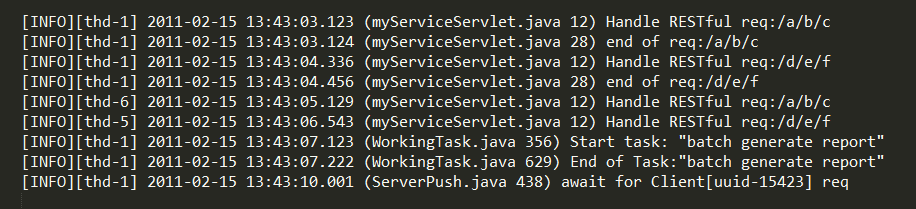 [INFO][thd-1] 2011-02-15 13:43:03.123 (myServiceServlet.java 12) Handle RESTful req:/a/b/c
[INFO][thd-1] 2011-02-15 13:43:03.124 (myServiceServlet.java 28) end of req:/a/b/c
[INFO][thd-1] 2011-02-15 13:43:04.336 (myServiceServlet.java 12) Handle RESTful req:/d/e/f
[INFO][thd-1] 2011-02-15 13:43:04.456 (myServiceServlet.java 28) end of req:/d/e/f
[INFO][thd-6] 2011-02-15 13:43:05.129 (myServiceServlet.java 12) Handle RESTful req:/a/b/c
[INFO][thd-5] 2011-02-15 13:43:06.543 (myServiceServlet.java 12) Handle RESTful req:/d/e/f
[INFO][thd-1] 2011-02-15 13:43:07.123 (WorkingTask.java 356) Start task: "batch generate report"
[INFO][thd-1] 2011-02-15 13:43:07.222 (WorkingTask.java 629) End of Task:"batch generate report"
[INFO][thd-1] 2011-02-15 13:43:10.001 (ServerPush.java 438) await for Client[uuid-15423] req